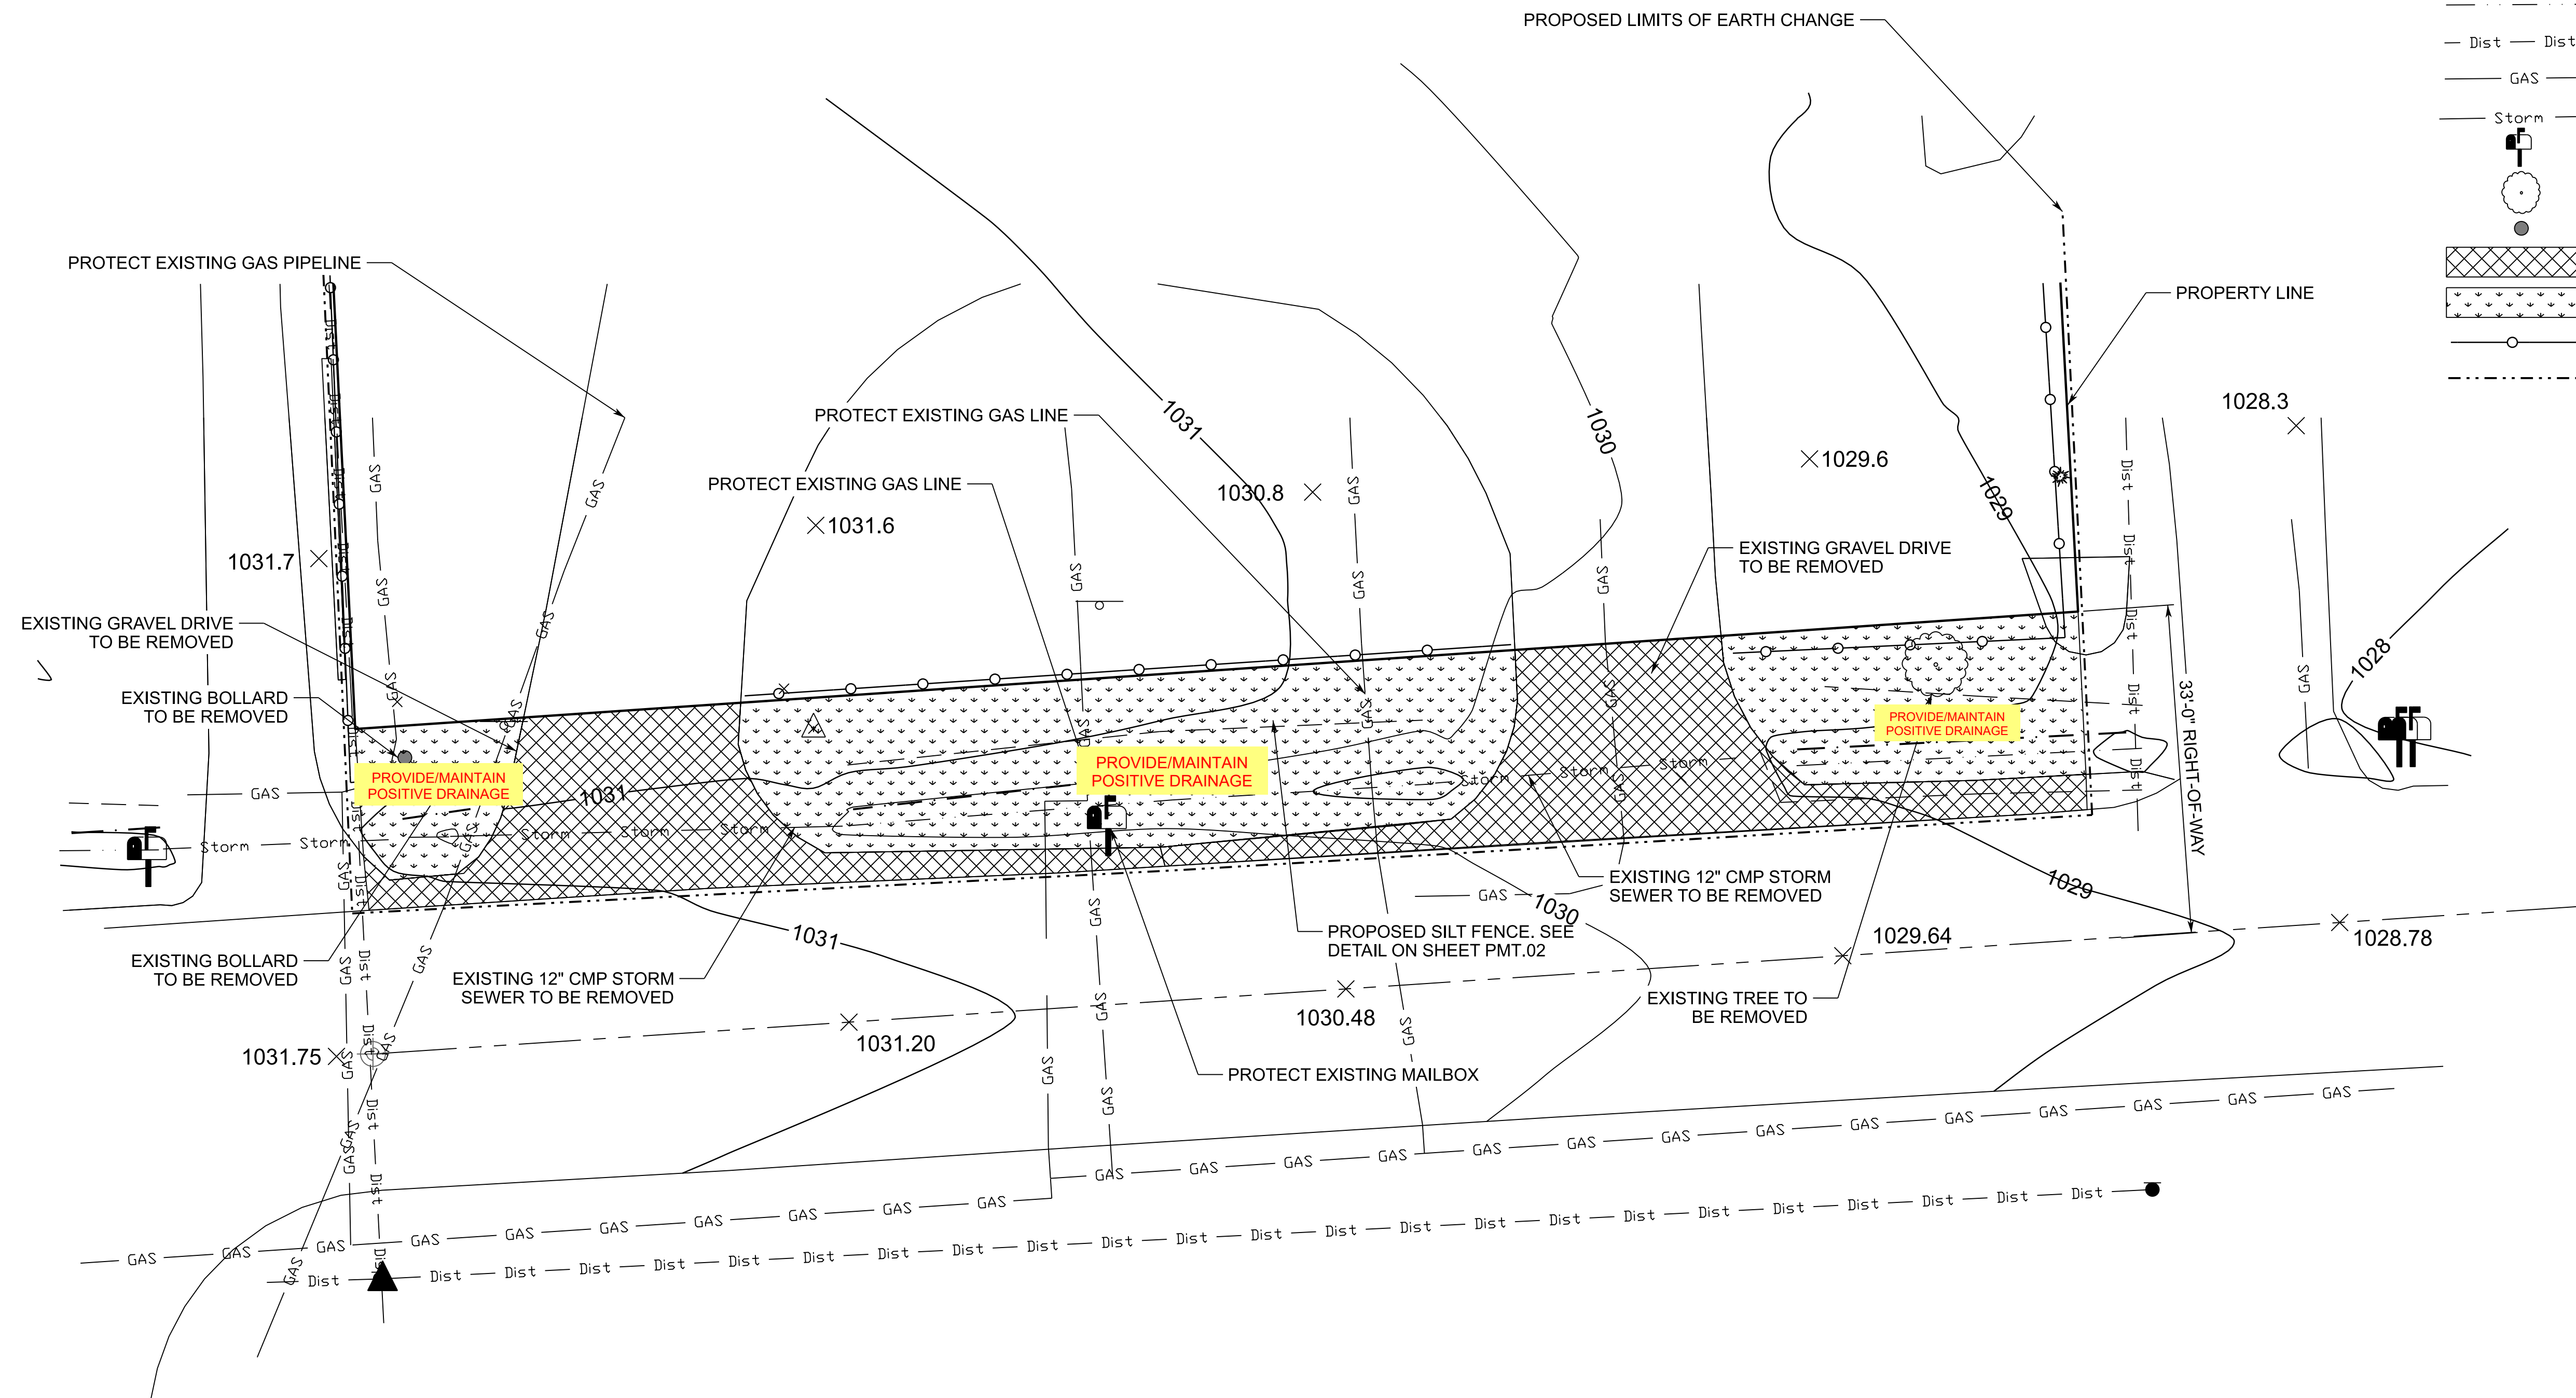 PROPOSED LIMITS OF EARTH CHANGE
Dist Dist
GAS
Storm
PROTECT EXISTING GAS PIPELINE
PROPERTY LINE
1028.3
PROTECT EXISTING GAS LINE
1031
1030
PROTECT EXISTING GAS LINE
1030.8
1029.6
1029
1031.6
1031.7
EXISTING GRAVEL DRIVE
TO BE REMOVED
EXISTING GRAVEL DRIVE
TO BE REMOVED
EXISTING BOLLARD
TO BE REMOVED
1028
33'-0" RIGHT-OF-WAY
PROVIDE/MAINTAIN
POSITIVE DRAINAGE
PROVIDE/MAINTAIN
POSITIVE DRAINAGE
PROVIDE/MAINTAIN
POSITIVE DRAINAGE
GAS
1031
Storm Storm Storm
Storm Storm Storm Storm Storm
EXISTING 12" CMP STORM
SEWER TO BE REMOVED
1029
GAS
1030
1031
PROPOSED SILT FENCE. SEE
DETAIL ON SHEET PMT.02
1029.64
1028.78
EXISTING BOLLARD
TO BE REMOVED
EXISTING 12" CMP STORM
SEWER TO BE REMOVED
EXISTING TREE TO
BE REMOVED
1030.48
1031.20
1031.75
PROTECT EXISTING MAILBOX
GAS GAS GAS GAS GAS GAS GAS GAS GAS GAS GAS GAS GAS GAS
GAS GAS GAS GAS GAS GAS GAS GAS GAS GAS
Dist Dist Dist Dist Dist Dist Dist Dist Dist Dist Dist Dist Dist Dist Dist Dist Dist Dist Dist Dist Dist Dist Dist Dist